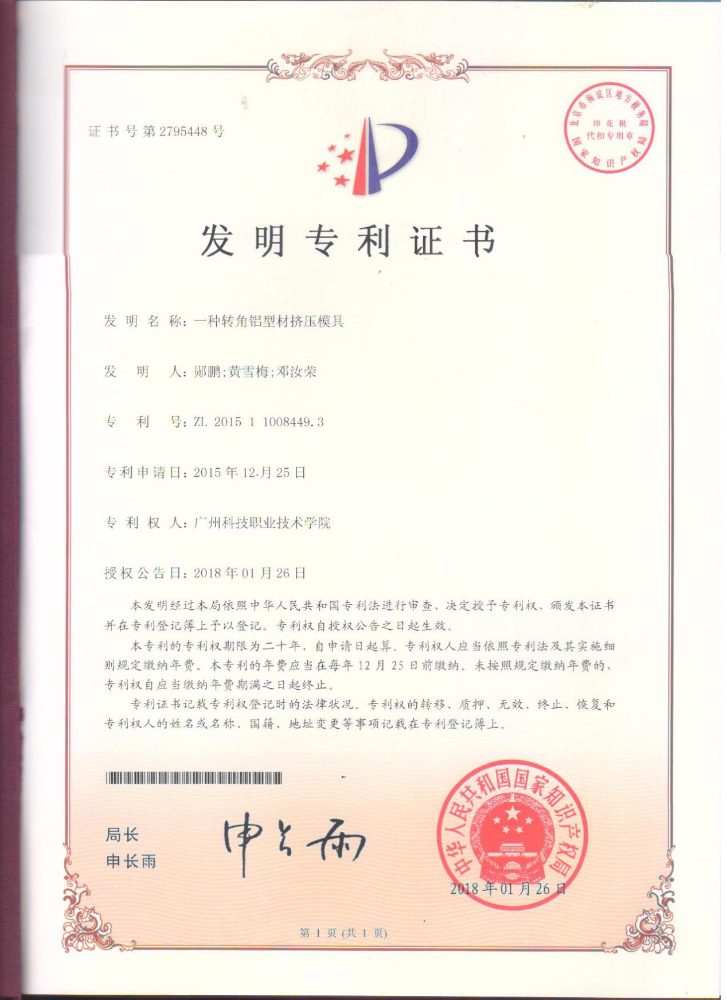 证书号第2795448号
北京市海淀区地方税务局
印花税
代扣专用章
国家知识产权局
发明专利证书
发明名称：一种转角铝型材挤压模具
发明人：郧鹏;黄雪梅;邓汝荣
专利号：ZL 2015 1 1008449.3
专利申请日：2015年12月25日
专利权人：广州科技职业技术学院
授权公告日：2018年01月26日
本发明经过本局依照中华人民共和国专利法进行审查，决定授予专利权，颁发本证书
并在专利登记簿上予以登记。专利权自授权公告之日起生效。
本专利的专利权期限为二十年，自申请日起算。专利权人应当依照专利法及其实施细
则规定缴纳年费。本专利的年费应当在每年12月25日前缴纳。未按照规定缴纳年费的，
专利权自应当缴纳年费期满之日起终止。
专利证书记载专利权登记时的法律状况。专利权的转移、质押、无效、终止、恢复和
专利权人的姓名或名称、国籍、地址变更等事项记载在专利登记簿上。
局长
申长雨
申长雨
中华人民共和国国家知识产权局
2018年01月26日
第1页(共1页)